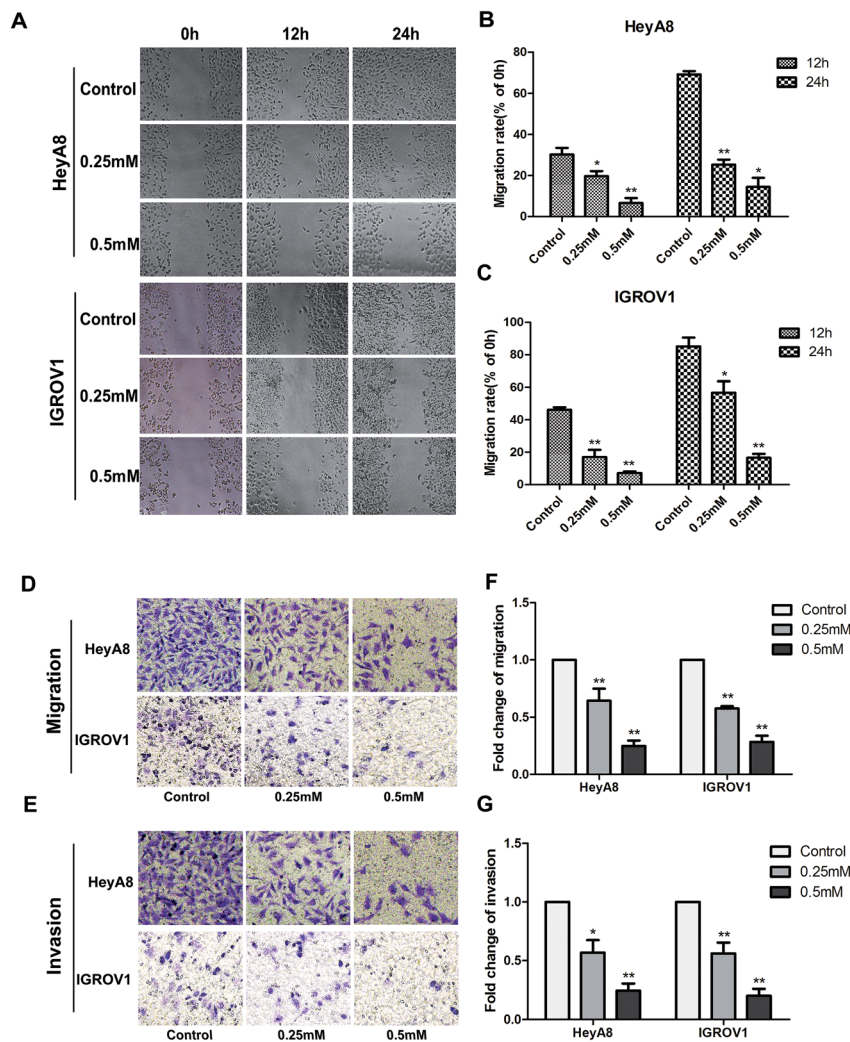 A
0h 12h 24h
HeyA8
Control
0.25mM
0.5mM
IGROV1
Control
0.25mM
0.5mM
B
HeyA8
Migration rate(% of 0h)
80
60
40
20
0
* ** ** *
Control 0.25mM 0.5mM Control 0.25mM 0.5mM
12h
24h
C
IGROV1
Migration rate(% of 0h)
100
80
60
40
20
0
** ** * **
Control 0.25mM 0.5mM Control 0.25mM 0.5mM
12h
24h
D
Migration
HeyA8
IGROV1
Control 0.25mM 0.5mM
E
Invasion
HeyA8
IGROV1
Control 0.25mM 0.5mM
F
Fold change of migration
1.5
1.0
0.5
0.0
** ** ** **
HeyA8 IGROV1
Control
0.25mM
0.5mM
G
Fold change of invasion
1.5
1.0
0.5
0.0
* ** ** **
HeyA8 IGROV1
Control
0.25mM
0.5mM